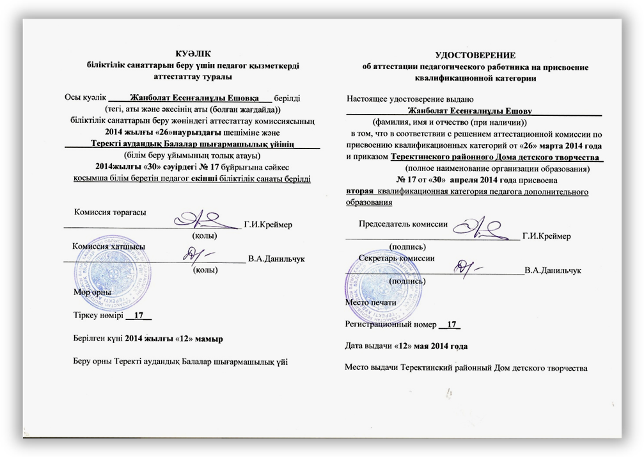 КУӘЛІК
біліктілік санаттарын беру үшін педагог қызметкерді
аттестаттау туралы
Осы куәлік Жанболат Есенғалиұлы Ешовқа берілді
(тегі, аты және әкесінің аты (болған жағдайда))
біліктілік санаттарын беру жөніндегі аттестаттау комиссиясының
2014 жылғы «26»наурыздағы шешіміне және
Теректі аудандық Балалар шығармашылық үйінің
(білім беру ұйымының толық атауы)
2014жылғы «30» сәуірдегі № 17 бұйрығына сәйкес
қосымша білім беретін педагог екінші біліктілік санаты берілді
Комиссия төрағасы
Г.И.Креймер
(қолы)
Комиссия хатшысы
В.А.Данильчук
(қолы)
Мөр орны
Тіркеу нөмірі 17
Берілген күні 2014 жылғы «12» мамыр
Беру орны Теректі аудандық Балалар шығармашылық үйі
УДОСТОВЕРЕНИЕ
об аттестации педагогического работника на присвоение
квалификационной категории
Настоящее удостоверение выдано
Жанболат Есенғалиұлы Ешову
(фамилия, имя и отчество (при наличии))
в том, что в соответствии с решением аттестационной комиссии по
присвоению квалификационных категорий от «26» марта 2014 года
и приказом Теректинского районного Дома детского творчества
(полное наименование организации образования)
№ 17 от «30» апреля 2014 года присвоена
вторая квалификационная категория педагога дополнительного
образования
Председатель комиссии
Г.И.Креймер
(подпись)
Секретарь комиссии
В.А.Данильчук
(подпись)
Место печати
Регистрационный номер 17
Дата выдачи «12» мая 2014 года
Место выдачи Теректинский районный Дом детского творчества